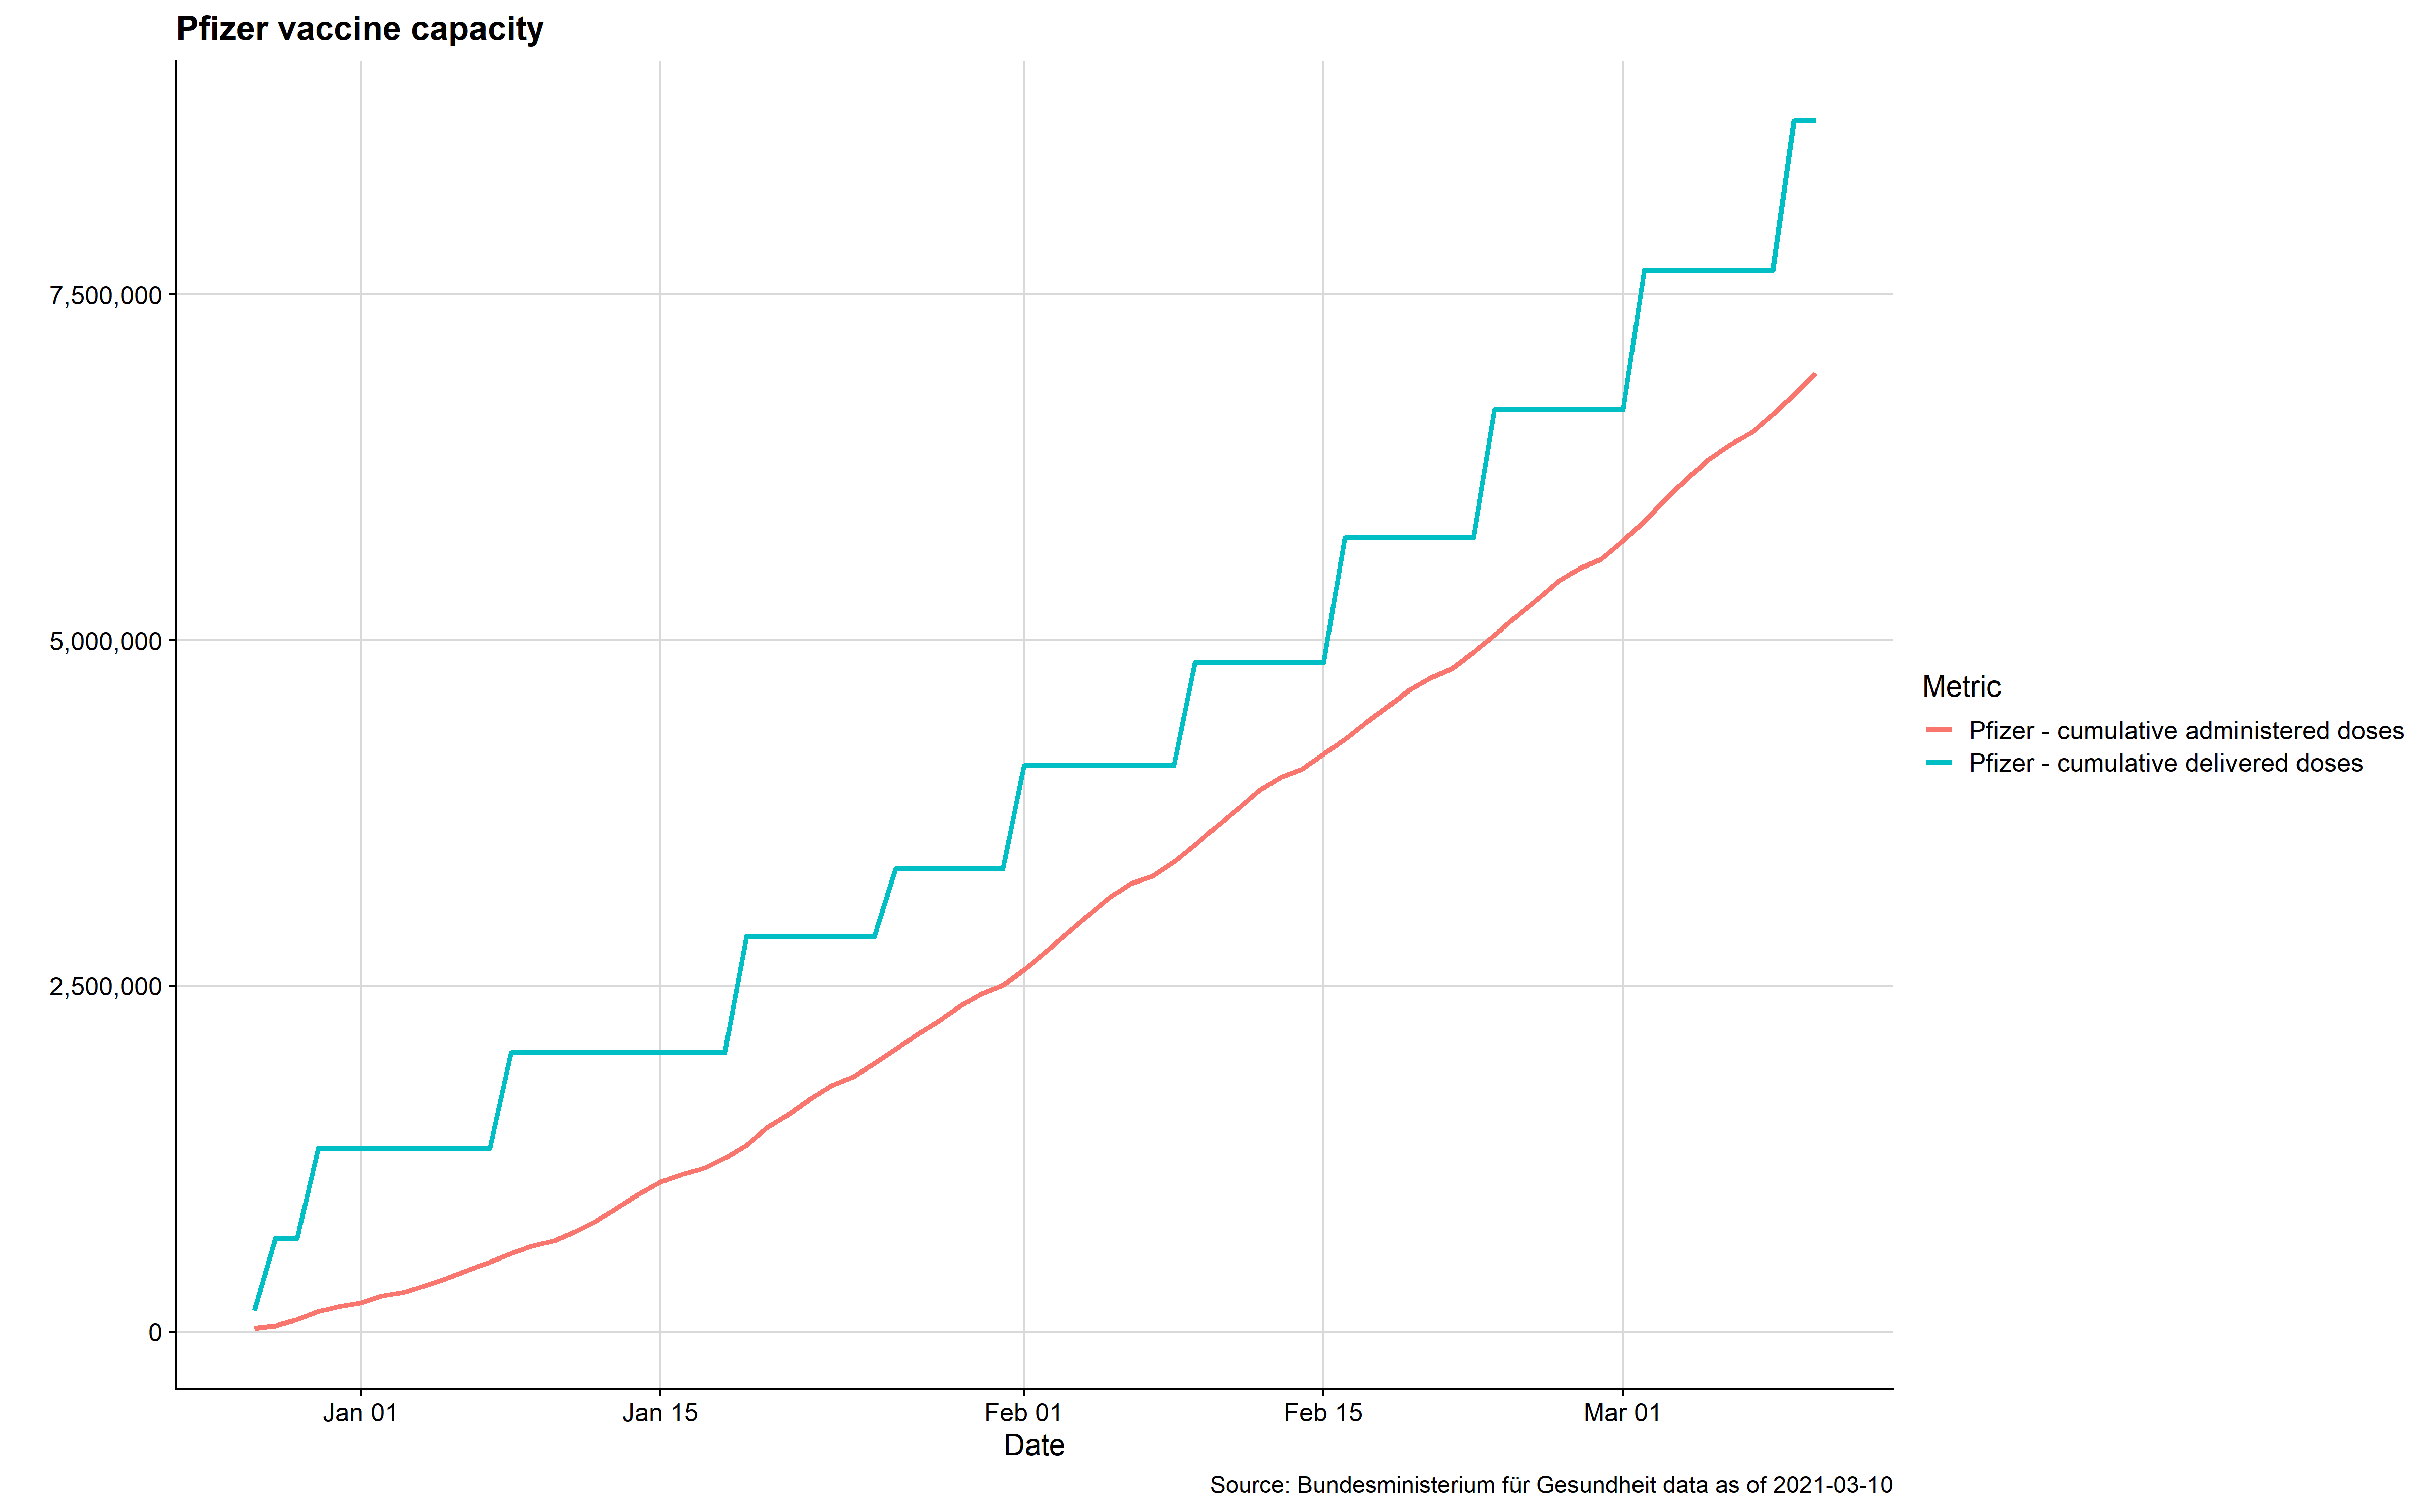 Pfizer vaccine capacity
7,500,000
5,000,000
2,500,000
0
Jan 01
Jan 15
Feb 01
Feb 15
Mar 01
Date
Metric
Pfizer - cumulative administered doses
Pfizer - cumulative delivered doses
Source: Bundesministerium für Gesundheit data as of 2021-03-10